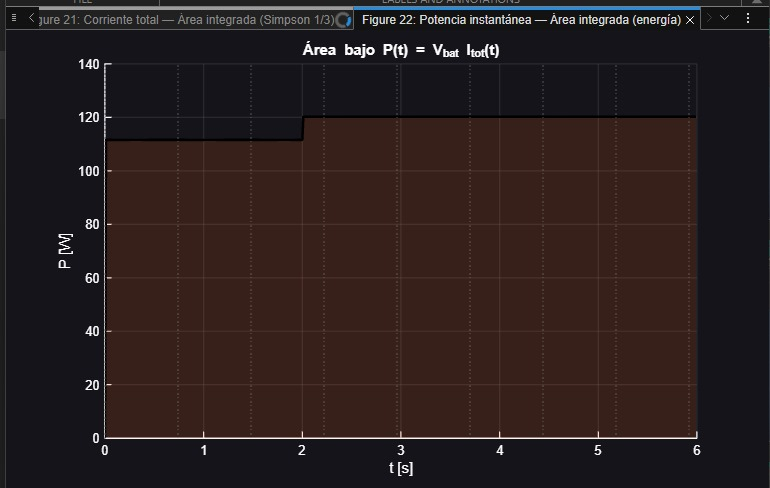 gure 21: Corriente total — Área integrada (Simpson 1/3)
Figure 22: Potencia instantánea — Área integrada (energía)
Área bajo P(t) = Vbat Itot(t)
140
120
100
80
60
40
20
0
P [W]
0 1 2 3 4 5 6
t [s]